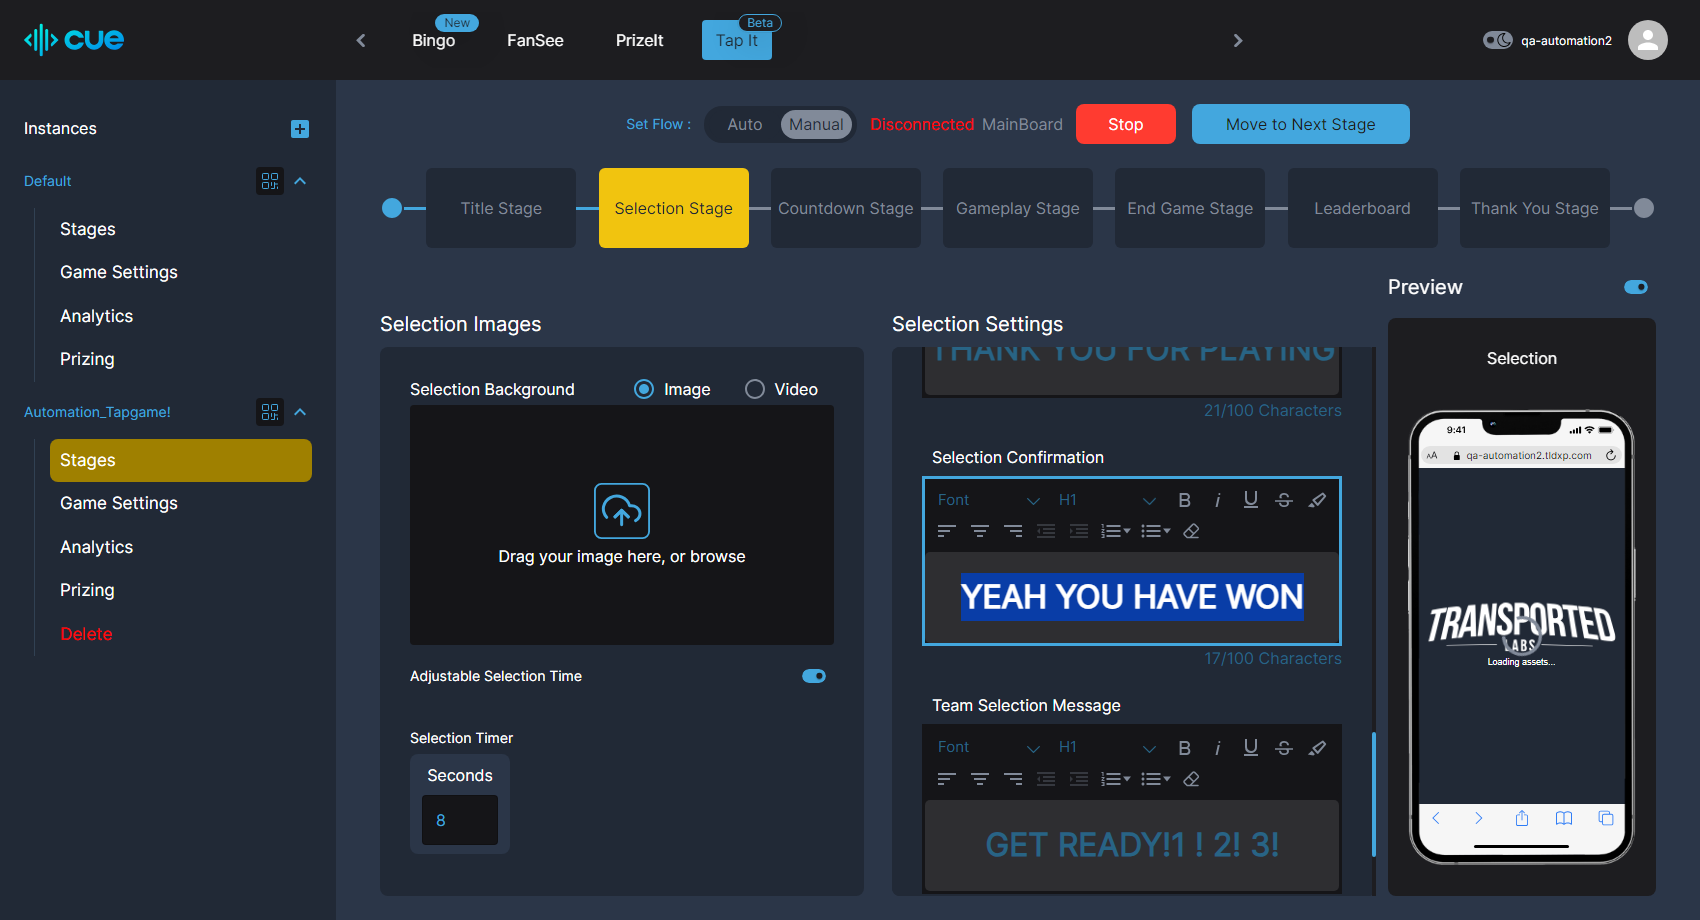 cue
Bingo
New
FanSee
PrizeIt
Tap It
Beta
qa-automation2
Instances
Default
Stages
Game Settings
Analytics
Prizing
Automation_Tapgame!
Stages
Game Settings
Analytics
Prizing
Delete
Set Flow :
Auto
Manual
Disconnected MainBoard
Stop
Move to Next Stage
Title Stage
Selection Stage
Countdown Stage
Gameplay Stage
End Game Stage
Leaderboard
Thank You Stage
Selection Images
Selection Background
Image
Video
Drag your image here, or browse
Adjustable Selection Time
Selection Timer
Seconds
8
Selection Settings
THANK YOU FOR PLAYING
21/100 Characters
Selection Confirmation
Font
H1
B i U S
YEAH YOU HAVE WON
17/100 Characters
Team Selection Message
Font
H1
B i U S
GET READY!1 ! 2! 3!
Preview
Selection
9:41
AA
qa-automation2.tldxp.com
TRANSPORTED
LABS
Loading assets...